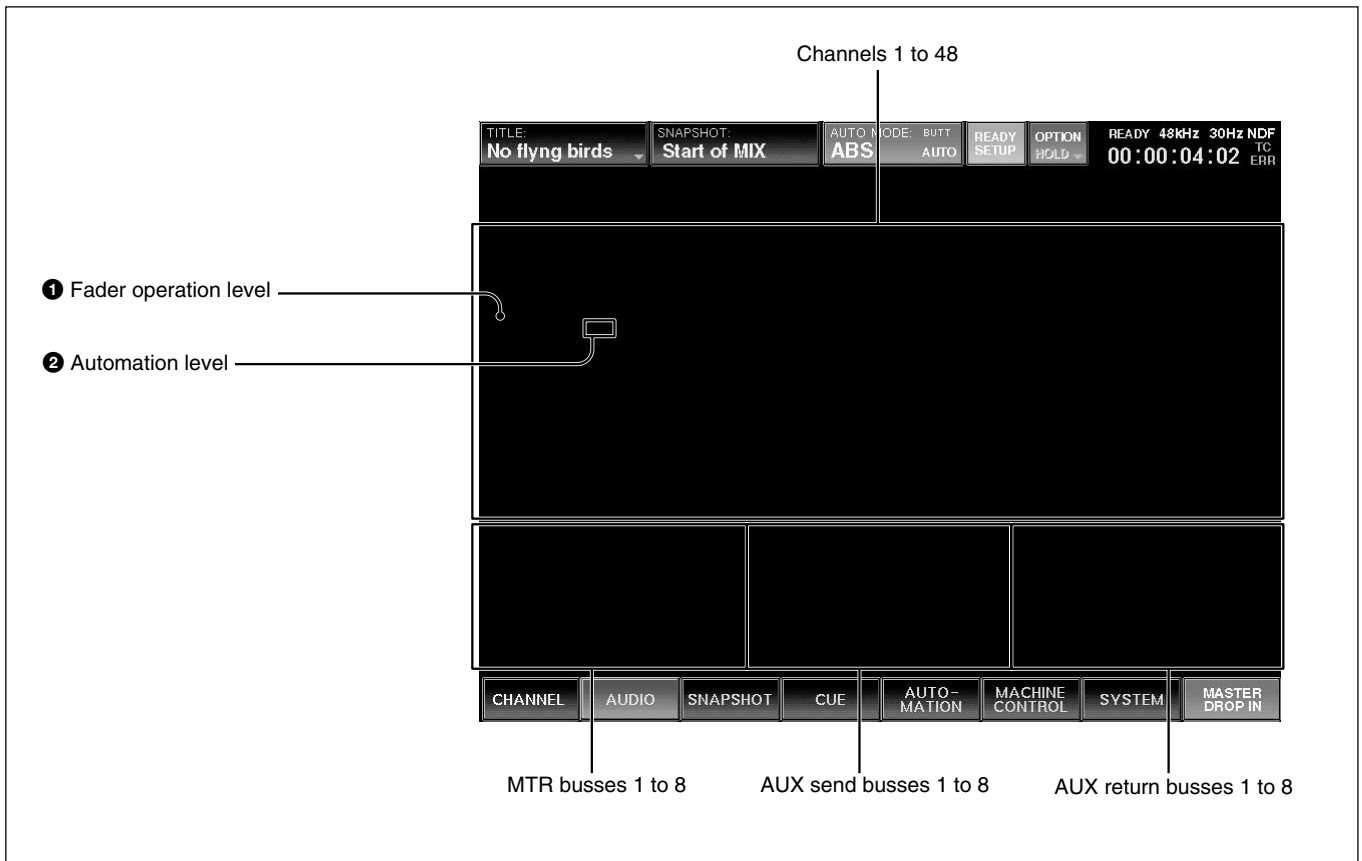 Channels 1 to 48
TITLE:
No flyng birds
SNAPSHOT:
Start of MIX
AUTO MODE: BUTT
ABS AUTO
READY
SETUP
OPTION
HOLD
READY 48kHz 30Hz NDF
00:00:04:02 TC
ERR
❶ Fader operation level
❷ Automation level
CHANNEL
AUDIO
SNAPSHOT
CUE
AUTO-
MATION
MACHINE
CONTROL
SYSTEM
MASTER
DROP IN
MTR busses 1 to 8
AUX send busses 1 to 8
AUX return busses 1 to 8